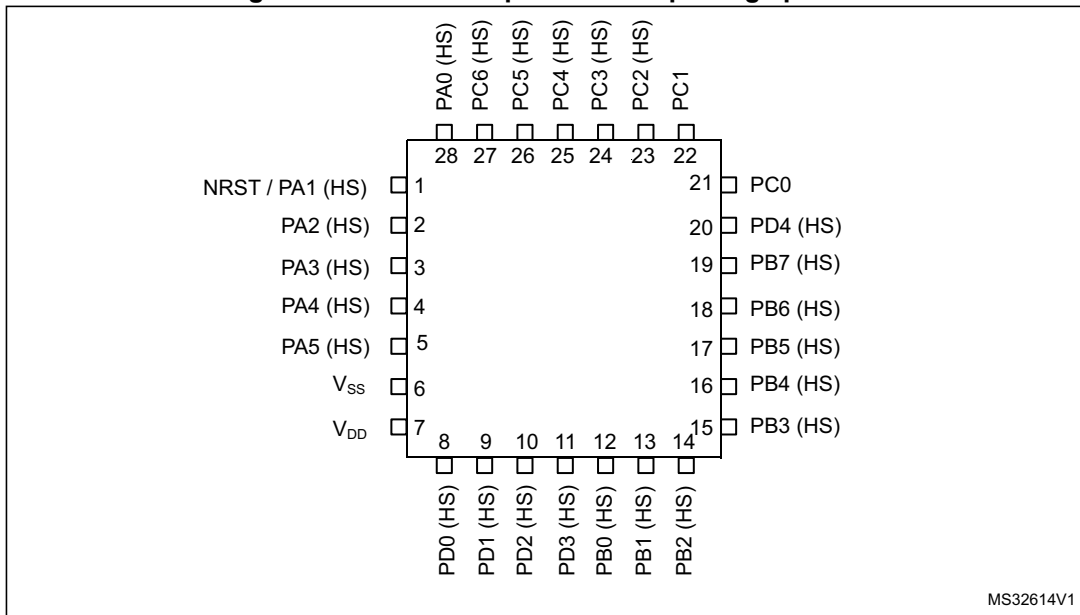 PA0 (HS)
PC6 (HS)
PC5 (HS)
PC4 (HS)
PC3 (HS)
PC2 (HS)
PC1
28 27 26 25 24 23 22
NRST / PA1 (HS) 1
PA2 (HS) 2
PA3 (HS) 3
PA4 (HS) 4
PA5 (HS) 5
VSS 6
VDD 7
21 PC0
20 PD4 (HS)
19 PB7 (HS)
18 PB6 (HS)
17 PB5 (HS)
16 PB4 (HS)
15 PB3 (HS)
8 9 10 11 12 13 14
PD0 (HS)
PD1 (HS)
PD2 (HS)
PD3 (HS)
PB0 (HS)
PB1 (HS)
PB2 (HS)
MS32614V1